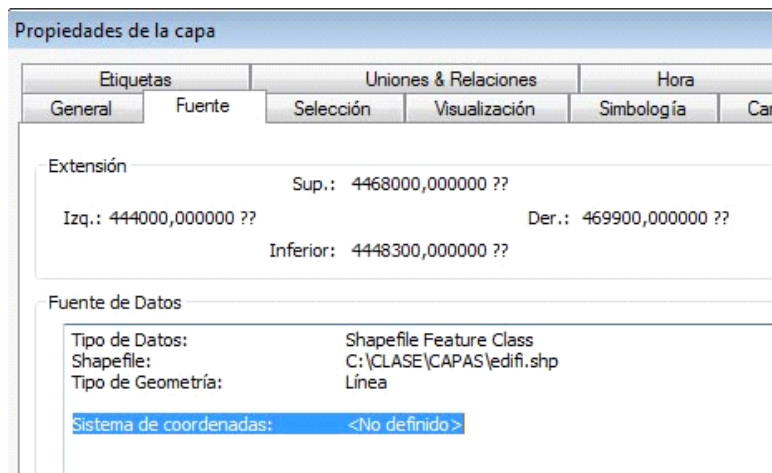 Propiedades de la capa
Etiquetas Uniones & Relaciones Hora
General Fuente Selección Visualización Simbología
Extensión
Sup.: 4468000,000000 ??
Izq.: 444000,000000 ?? Der.: 469900,000000 ??
Inferior: 4448300,000000 ??
Fuente de Datos
Tipo de Datos: Shapefile Feature Class
Shapefile: C:\CLASE\CAPAS\edifi.shp
Tipo de Geometría: Línea
Sistema de coordenadas: <No definido>